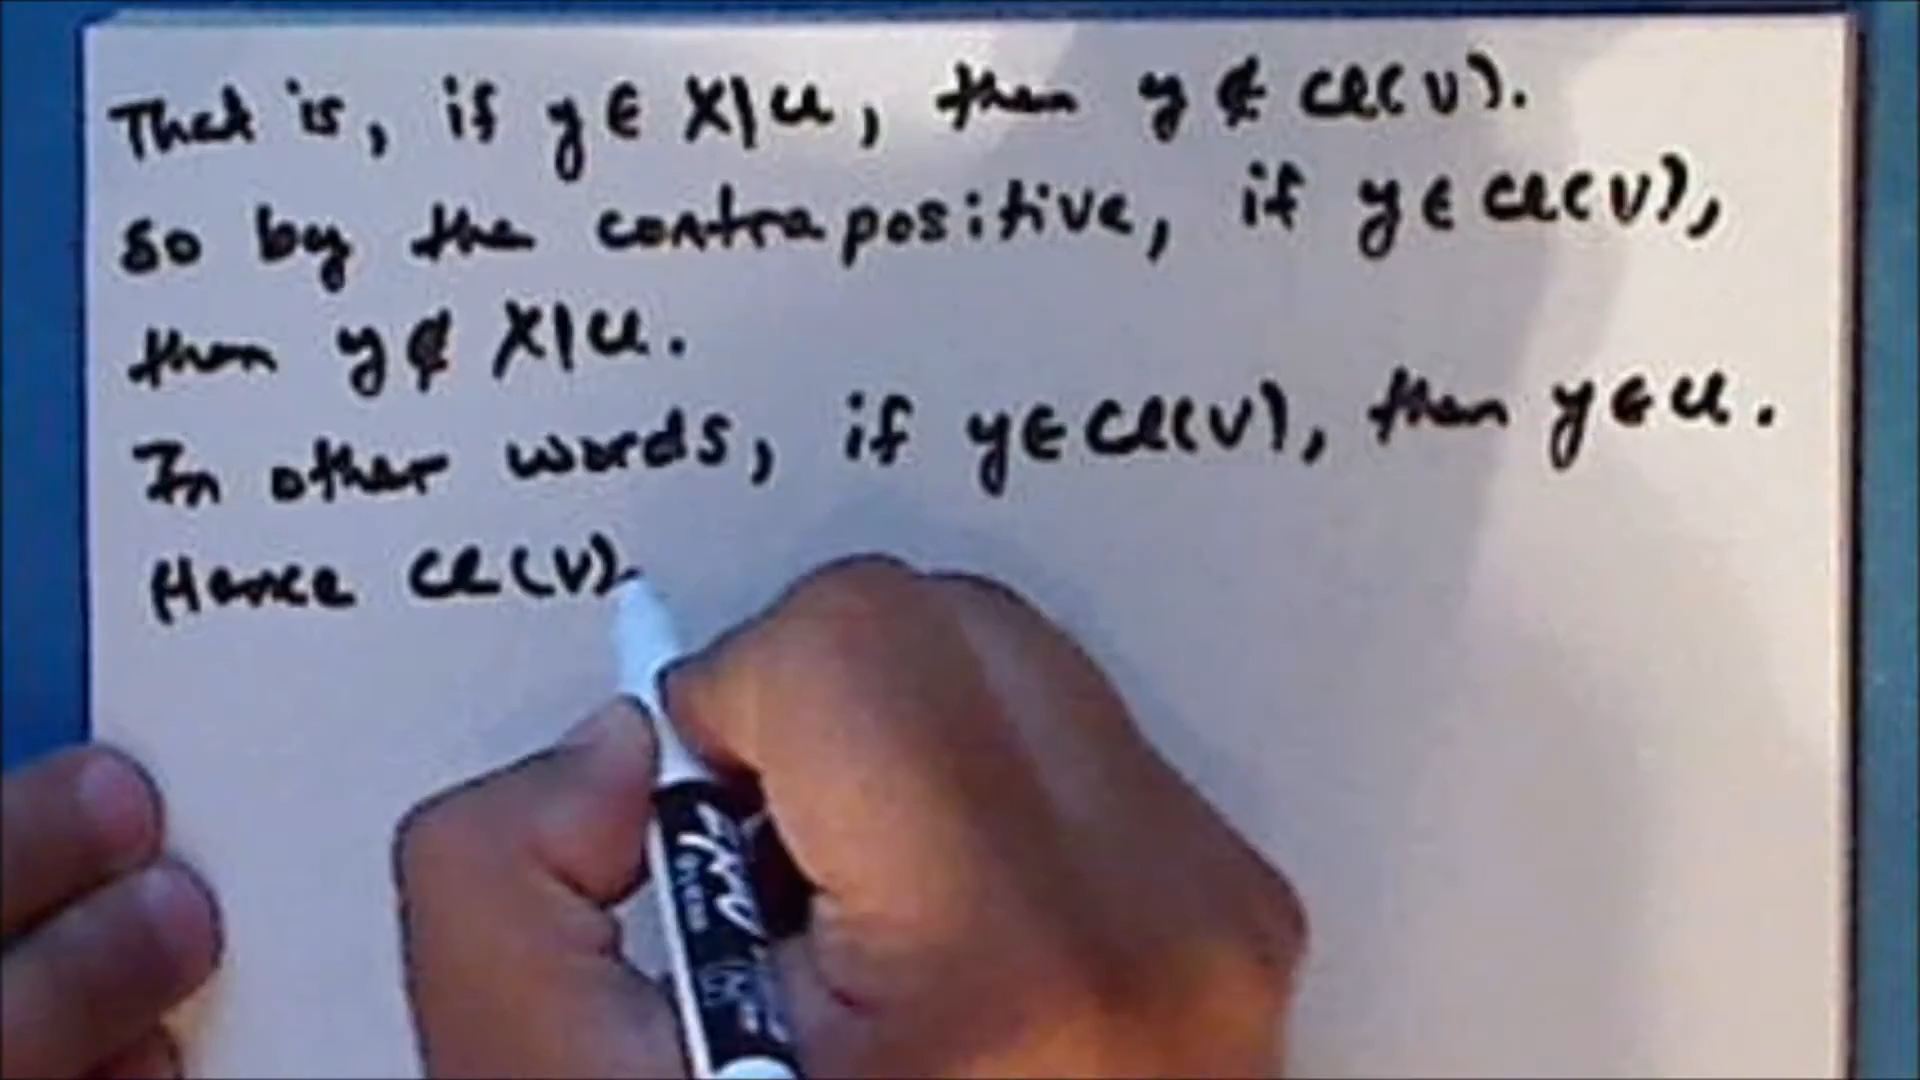 That is, if y ∈ X\U, then y ∉ Cl(V).
So by the contrapositive, if y ∈ Cl(V),
then y ∉ X\U.
In other words, if y ∈ Cl(V), then y ∈ U.
Hence Cl(V)
EXPO